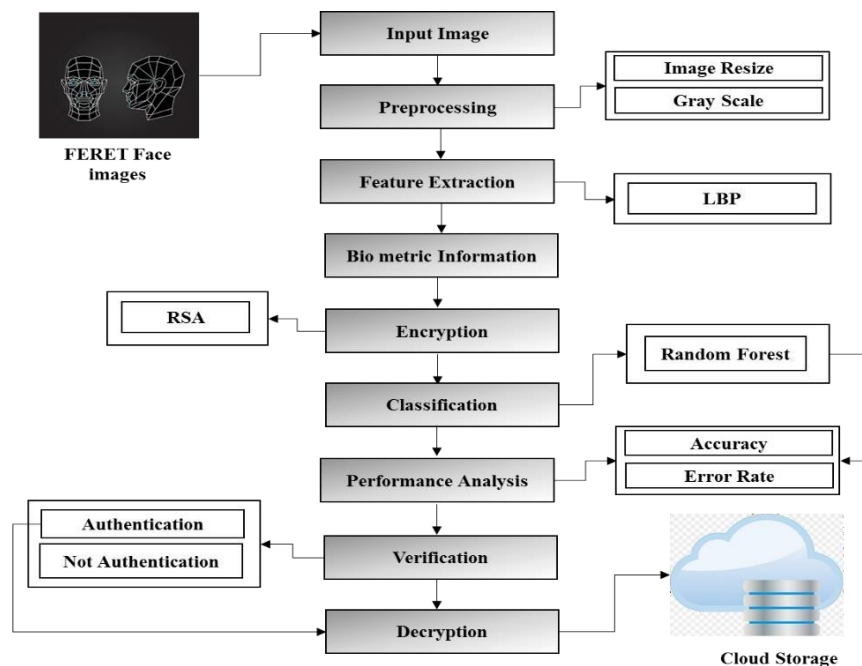 Input Image
FERET Face
images
Preprocessing
Image Resize
Gray Scale
Feature Extraction
LBP
Bio metric Information
RSA
Encryption
Random Forest
Classification
Accuracy
Error Rate
Performance Analysis
Authentication
Not Authentication
Verification
Decryption
Cloud Storage